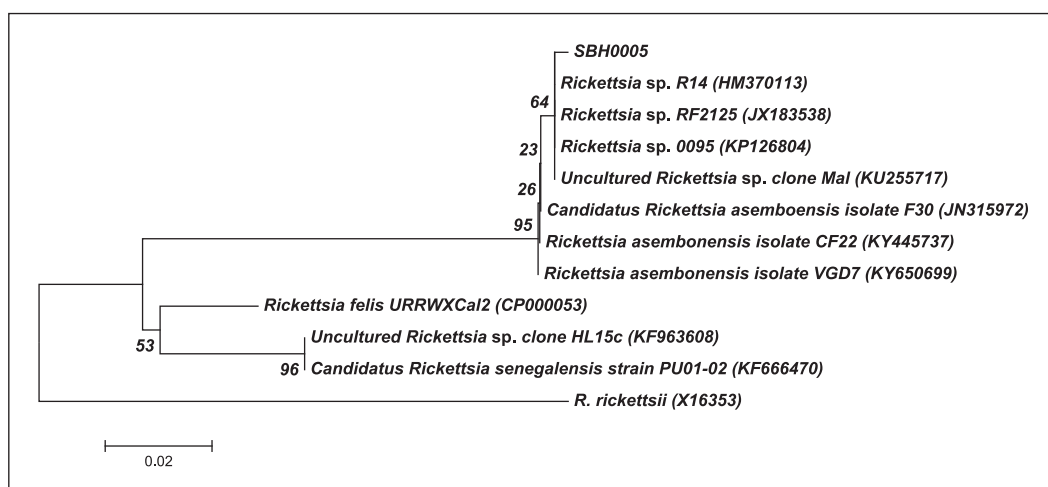 SBH0005
Rickettsia sp. R14 (HM370113)
64
Rickettsia sp. RF2125 (JX183538)
23
Rickettsia sp. 0095 (KP126804)
Uncultured Rickettsia sp. clone Mal (KU255717)
26
Candidatus Rickettsia asemboensis isolate F30 (JN315972)
95
Rickettsia asembonensis isolate CF22 (KY445737)
Rickettsia asembonensis isolate VGD7 (KY650699)
Rickettsia felis URRWXCal2 (CP000053)
53
Uncultured Rickettsia sp. clone HL15c (KF963608)
96
Candidatus Rickettsia senegalensis strain PU01-02 (KF666470)
R. rickettsii (X16353)
0.02